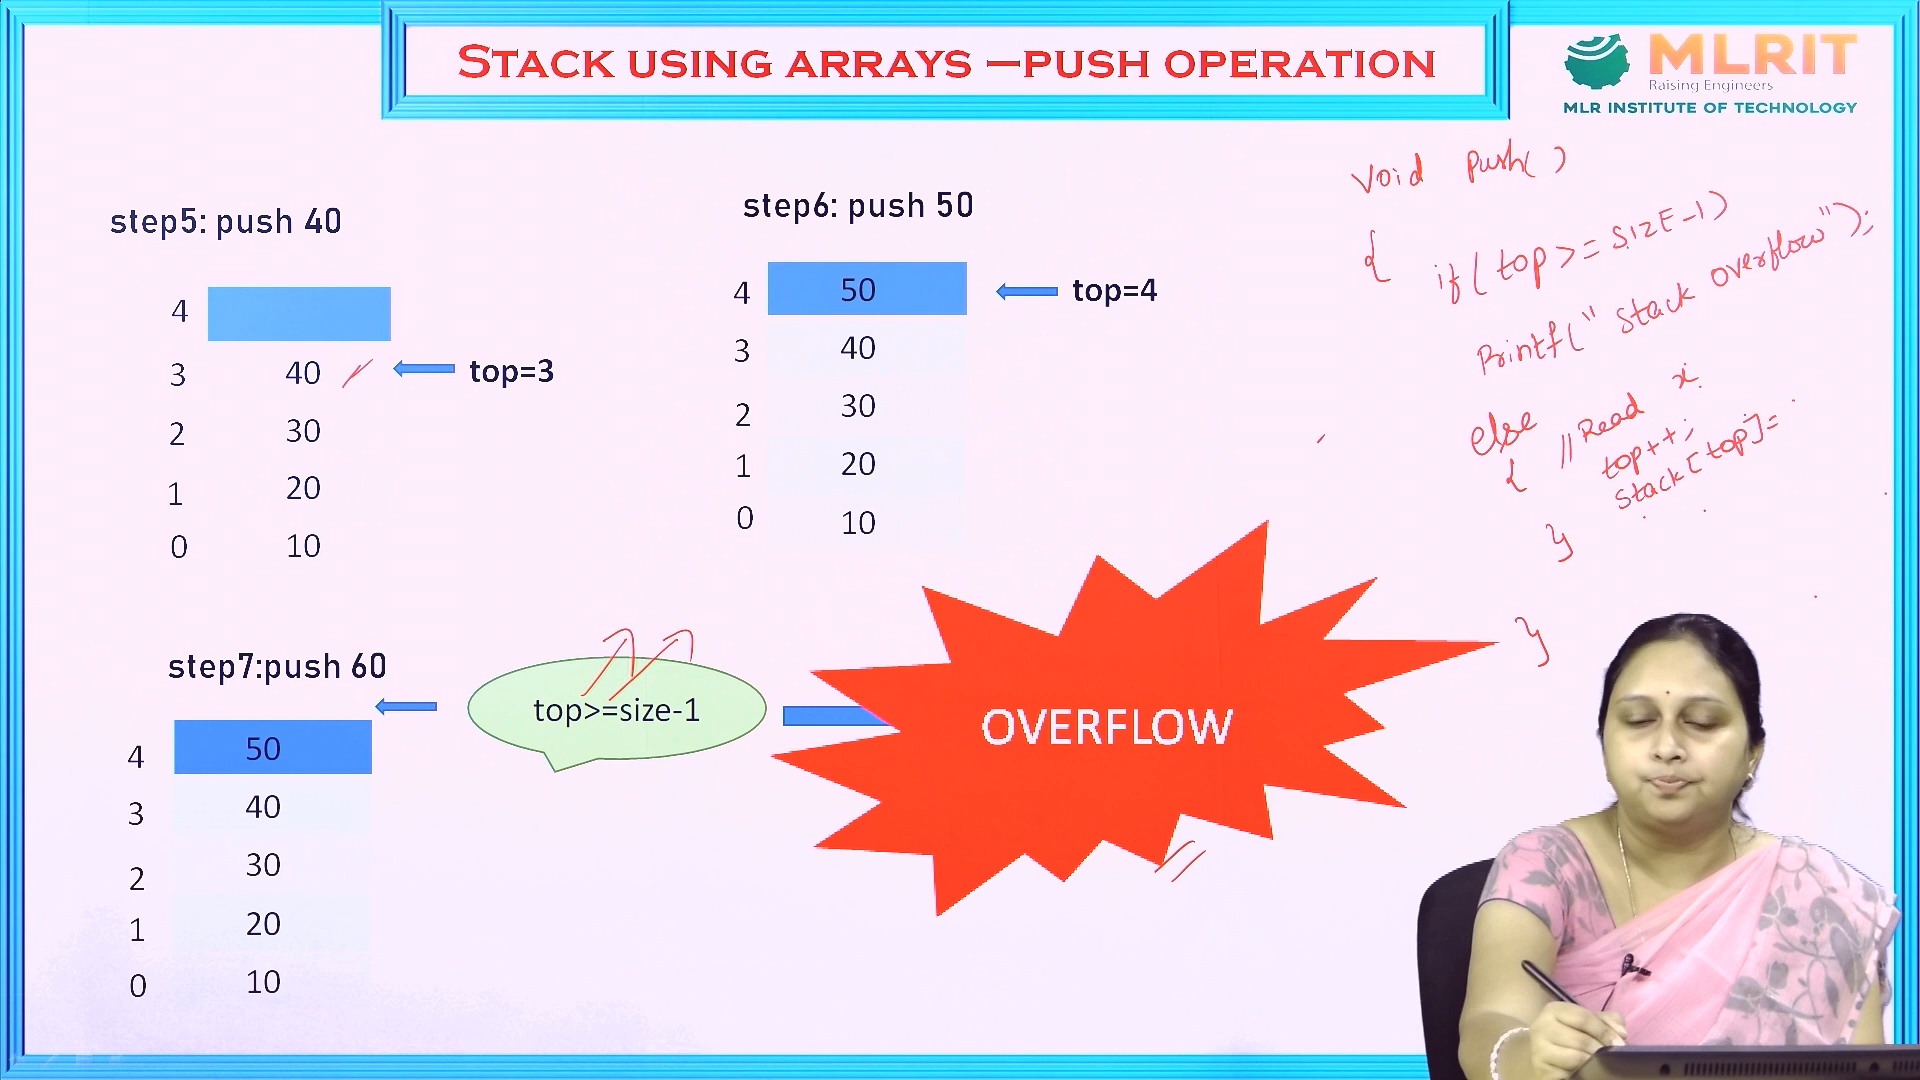 STACK USING ARRAYS –PUSH OPERATION
MLRIT
Raising Engineers
MLR INSTITUTE OF TECHNOLOGY
step5: push 40
4
3 40 top=3
2 30
1 20
0 10
step6: push 50
4 50 top=4
3 40
2 30
1 20
0 10
step7:push 60
top>=size-1
OVERFLOW
4 50
3 40
2 30
1 20
0 10
void push()
{ if(top>=SIZE-1)
Printf("Stack overflow");
else
{ //Read x
top++;
Stack[top]=
}
}